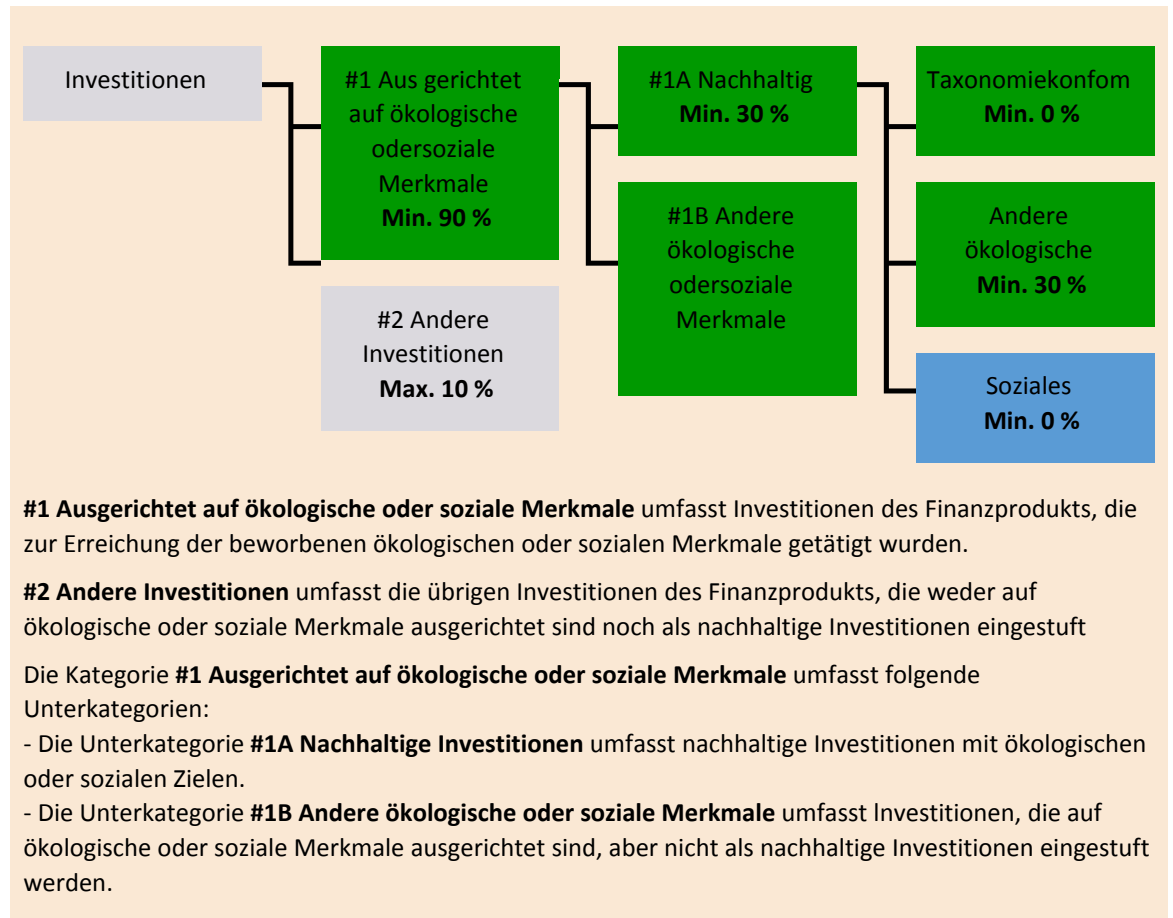 Investitionen
#1 Aus gerichtet
auf ökologische
odersoziale
Merkmale
Min. 90 %
#2 Andere
Investitionen
Max. 10 %
#1A Nachhaltig
Min. 30 %
#1B Andere
ökologische
odersoziale
Merkmale
Taxonomiekonfom
Min. 0 %
Andere
ökologische
Min. 30 %
Soziales
Min. 0 %
#1 Ausgerichtet auf ökologische oder soziale Merkmale umfasst Investitionen des Finanzprodukts, die
zur Erreichung der beworbenen ökologischen oder sozialen Merkmale getätigt wurden.
#2 Andere Investitionen umfasst die übrigen Investitionen des Finanzprodukts, die weder auf
ökologische oder soziale Merkmale ausgerichtet sind noch als nachhaltige Investitionen eingestuft
Die Kategorie #1 Ausgerichtet auf ökologische oder soziale Merkmale umfasst folgende
Unterkategorien:
- Die Unterkategorie #1A Nachhaltige Investitionen umfasst nachhaltige Investitionen mit ökologischen
oder sozialen Zielen.
- Die Unterkategorie #1B Andere ökologische oder soziale Merkmale umfasst lnvestitionen, die auf
ökologische oder soziale Merkmale ausgerichtet sind, aber nicht als nachhaltige Investitionen eingestuft
werden.